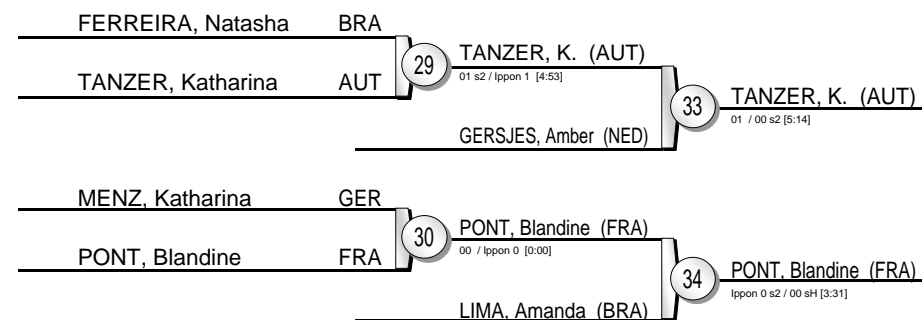 FERREIRA, Natasha BRA
TANZER, Katharina AUT
29
TANZER, K. (AUT)
01 s2 / Ippon 1 [4:53]
GERSJES, Amber (NED)
33
TANZER, K. (AUT)
01 / 00 s2 [5:14]
MENZ, Katharina GER
PONT, Blandine FRA
30
PONT, Blandine (FRA)
00 / Ippon 0 [0:00]
LIMA, Amanda (BRA)
34
PONT, Blandine (FRA)
Ippon 0 s2 / 00 sH [3:31]